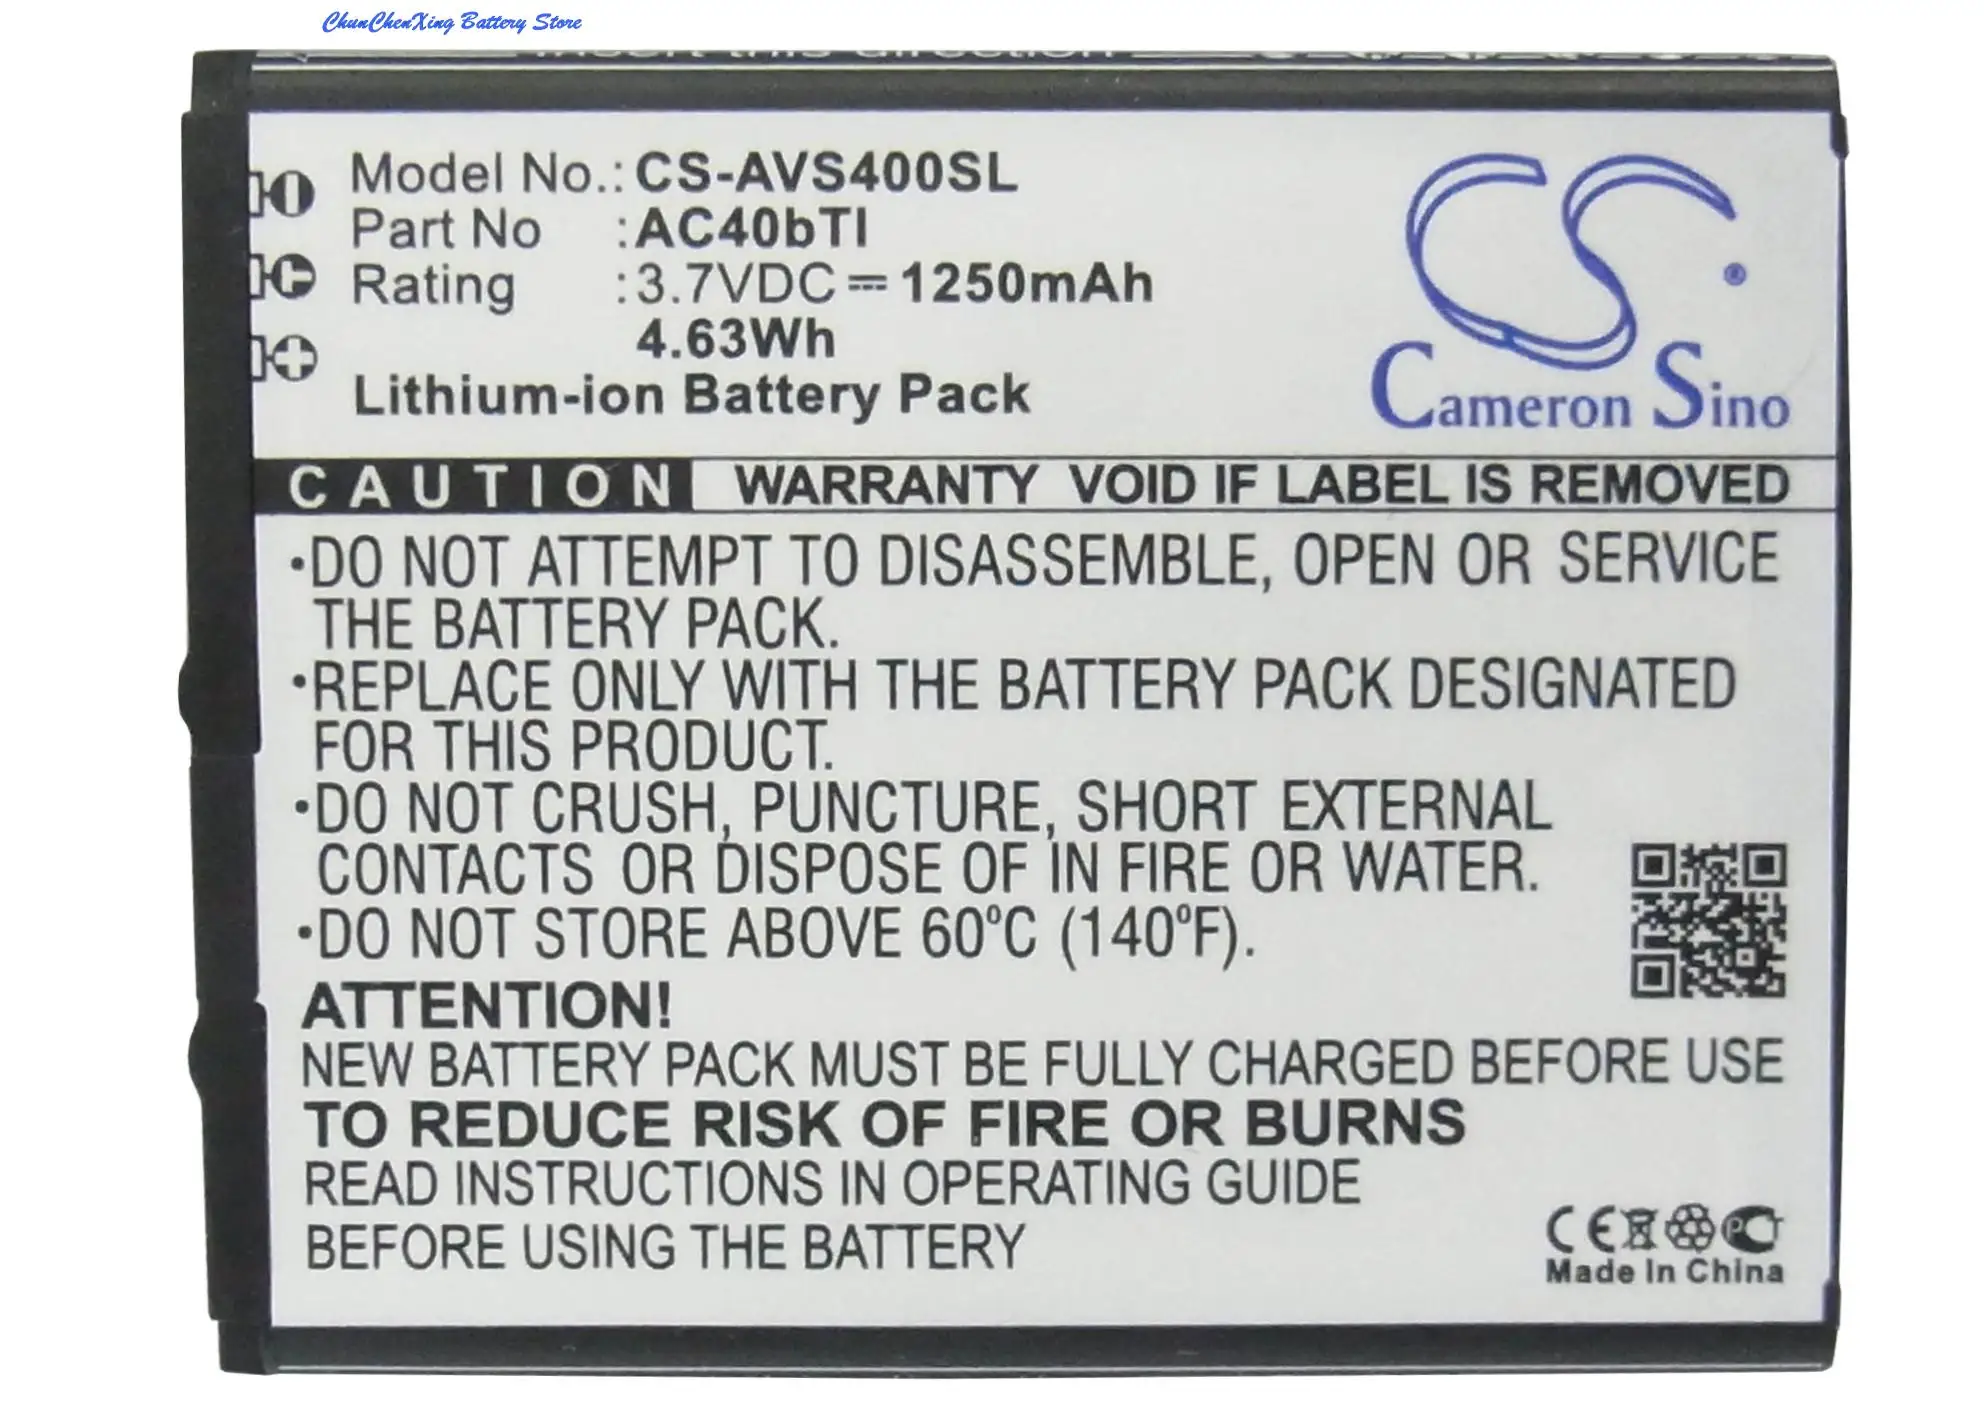 ChunChenXing Battery Store
Insert this direction
CS
®
Cameron Sino
Model No.: CS-AVS400SL
Part No : AC40bTI
Rating : 3.7VDC ⎓ 1250mAh
4.63Wh
Lithium-ion Battery Pack
CAUTION WARRANTY VOID IF LABEL IS REMOVED
•DO NOT ATTEMPT TO DISASSEMBLE, OPEN OR SERVICE
THE BATTERY PACK.
•REPLACE ONLY WITH THE BATTERY PACK DESIGNATED
FOR THIS PRODUCT.
•DO NOT CRUSH, PUNCTURE, SHORT EXTERNAL
CONTACTS OR DISPOSE OF IN FIRE OR WATER.
•DO NOT STORE ABOVE 60°C (140°F).
ATTENTION!
NEW BATTERY PACK MUST BE FULLY CHARGED BEFORE USE
TO REDUCE RISK OF FIRE OR BURNS
READ INSTRUCTIONS IN OPERATING GUIDE
BEFORE USING THE BATTERY
CE
Made In China